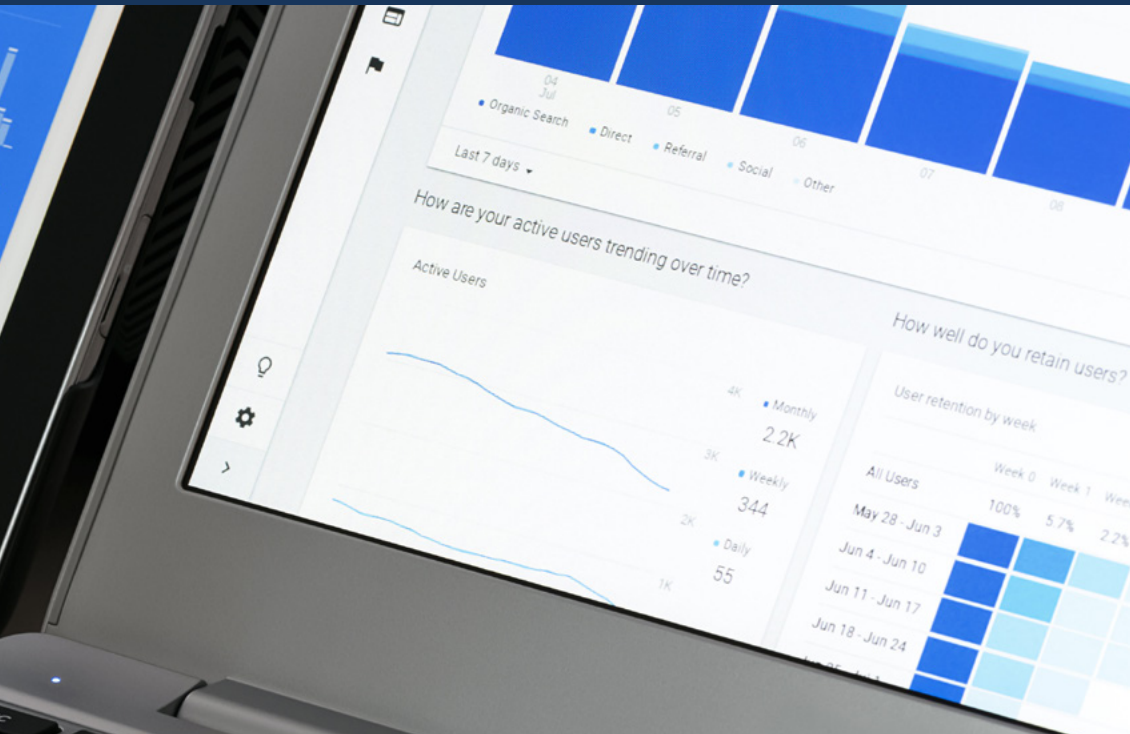 04
Jul
05
06
07
08
Organic Search
Direct
Referral
Social
Other
Last 7 days
How are your active users trending over time?
Active Users
4K
3K
2K
1K
Monthly
2.2K
Weekly
344
Daily
55
How well do you retain users?
User retention by week
Week 0
Week 1
All Users
100%
5.7%
2.2%
May 28 - Jun 3
Jun 4 - Jun 10
Jun 11 - Jun 17
Jun 18 - Jun 24